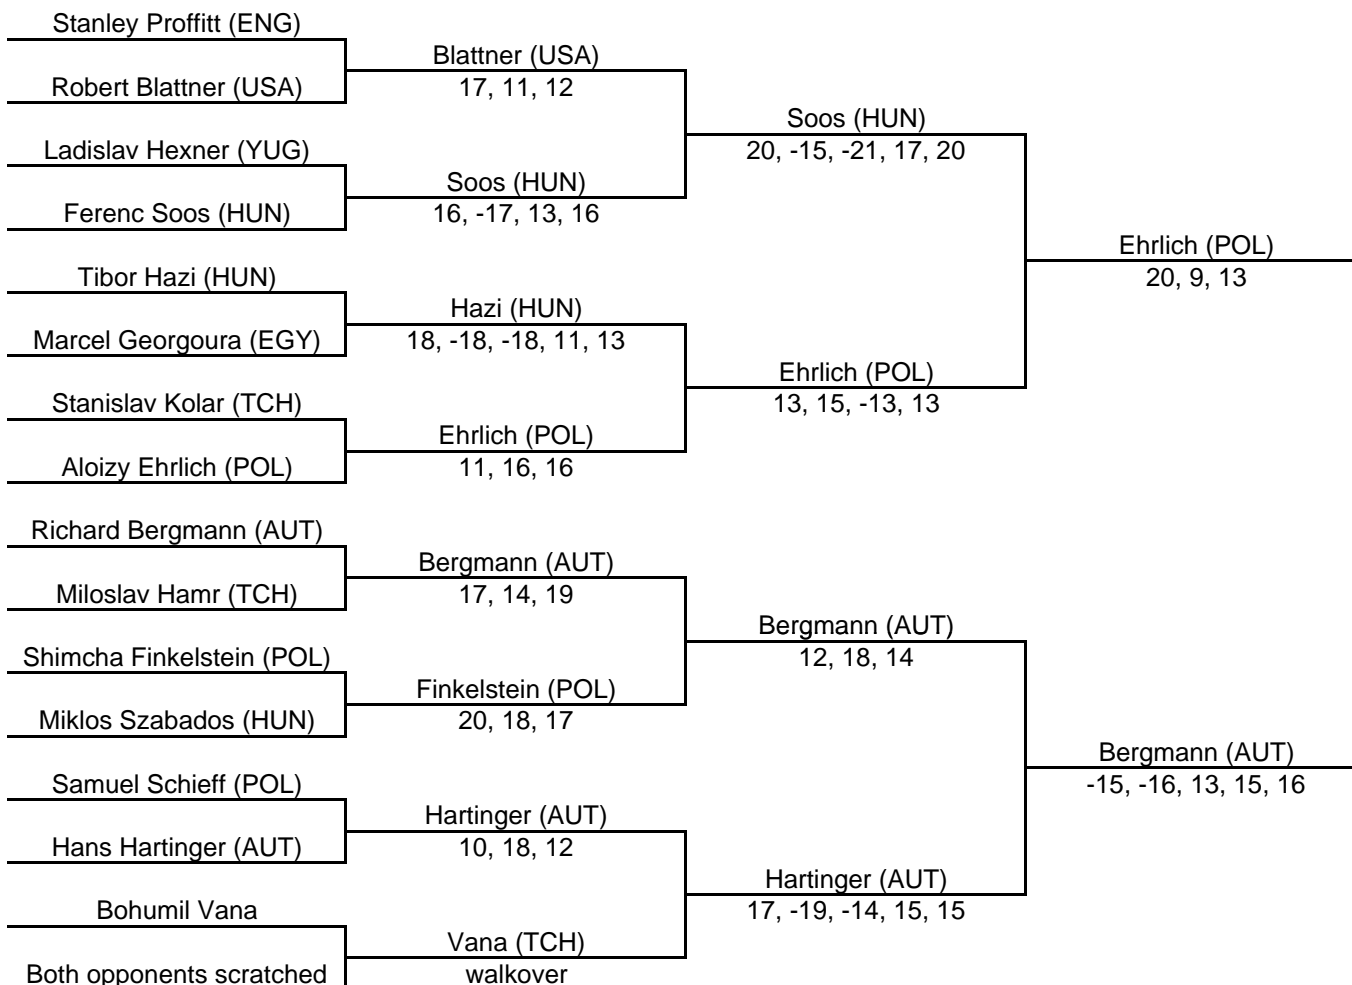 Stanley Proffitt (ENG)
Robert Blattner (USA)
Ladislav Hexner (YUG)
Ferenc Soos (HUN)
Tibor Hazi (HUN)
Marcel Georgoura (EGY)
Stanislav Kolar (TCH)
Aloizy Ehrlich (POL)
Richard Bergmann (AUT)
Miloslav Hamr (TCH)
Shimcha Finkelstein (POL)
Miklos Szabados (HUN)
Samuel Schieff (POL)
Hans Hartinger (AUT)
Bohumil Vana
Both opponents scratched
Blattner (USA)
17, 11, 12
Soos (HUN)
16, -17, 13, 16
Hazi (HUN)
18, -18, -18, 11, 13
Ehrlich (POL)
11, 16, 16
Bergmann (AUT)
17, 14, 19
Finkelstein (POL)
20, 18, 17
Hartinger (AUT)
10, 18, 12
Vana (TCH)
walkover
Soos (HUN)
20, -15, -21, 17, 20
Ehrlich (POL)
13, 15, -13, 13
Bergmann (AUT)
12, 18, 14
Hartinger (AUT)
17, -19, -14, 15, 15
Ehrlich (POL)
20, 9, 13
Bergmann (AUT)
-15, -16, 13, 15, 16